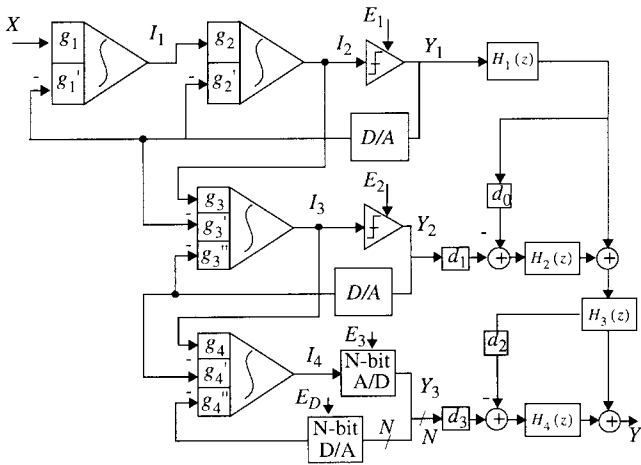 X
g₁
g₁'
-
I₁
g₂
g₂'
-
I₂
E₁
Y₁
H₁(z)
D/A
d₀
-
g₃
g₃'
g₃"
-
-
I₃
E₂
Y₂
d₁
+
H₂(z)
+
D/A
H₃(z)
d₂
-
g₄
g₄'
g₄"
-
-
I₄
E₃
N-bit
A/D
Y₃
E_D
N-bit
D/A
N
N
d₃
+
H₄(z)
+
Y